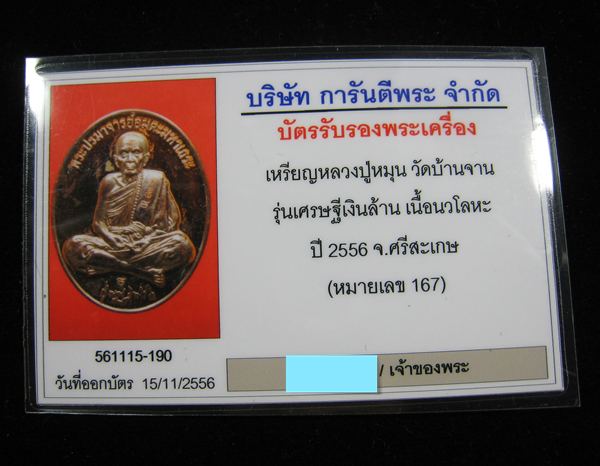 บริษัท การันตีพระ จำกัด
บัตรรับรองพระเครื่อง
เหรียญหลวงปู่หมุน วัดบ้านจาน
รุ่นเศรษฐีเงินล้าน เนื้อนวโลหะ
ปี 2556 จ.ศรีสะเกษ
(หมายเลข 167)
561115-190
วันที่ออกบัตร 15/11/2556
/ เจ้าของพระ